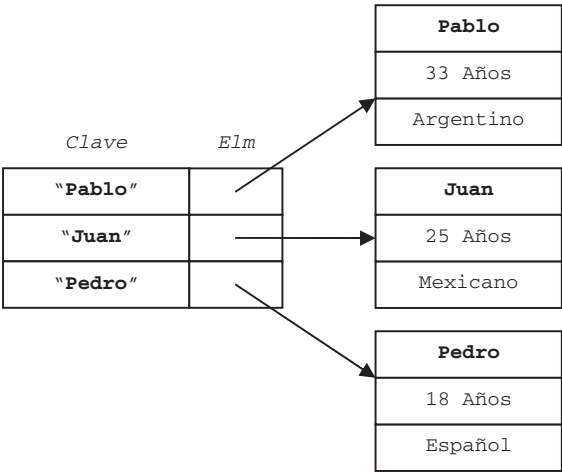 Clave Elm
"Pablo"
"Juan"
"Pedro"
Pablo
33 Años
Argentino
Juan
25 Años
Mexicano
Pedro
18 Años
Español